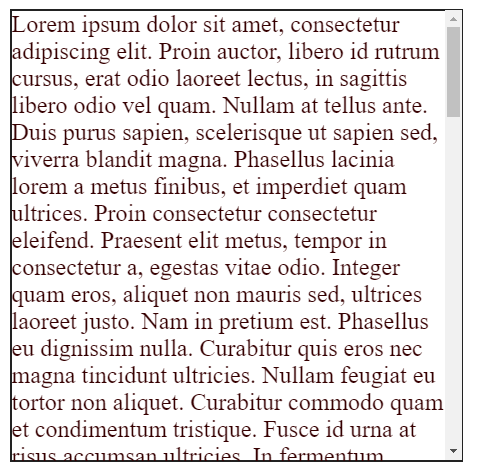 Lorem ipsum dolor sit amet, consectetur
adipiscing elit. Proin auctor, libero id rutrum
cursus, erat odio laoreet lectus, in sagittis
libero odio vel quam. Nullam at tellus ante.
Duis purus sapien, scelerisque ut sapien sed,
viverra blandit magna. Phasellus lacinia
lorem a metus finibus, et imperdiet quam
ultrices. Proin consectetur consectetur
eleifend. Praesent elit metus, tempor in
consectetur a, egestas vitae odio. Integer
quam eros, aliquet non mauris sed, ultrices
laoreet justo. Nam in pretium est. Phasellus
eu dignissim nulla. Curabitur quis eros nec
magna tincidunt ultricies. Nullam feugiat eu
tortor non aliquet. Curabitur commodo quam
et condimentum tristique. Fusce id urna at
risus accumsan ultricies. In fermentum